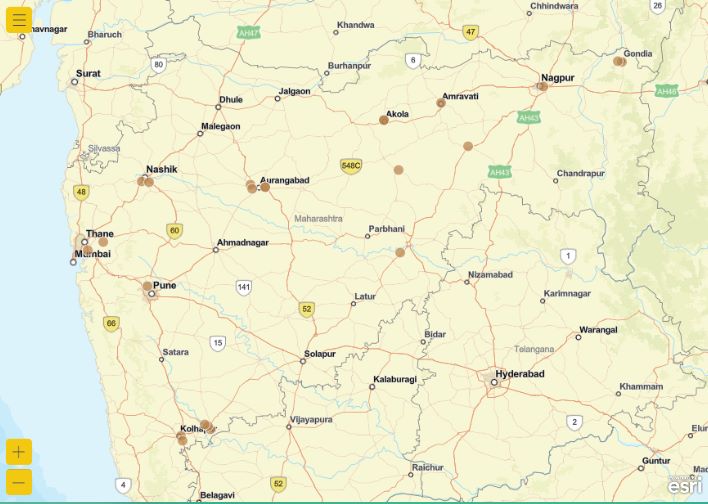 Chhindwara
26
Bharuch
AH47
Khandwa
47
Gondia
80
Burhanpur
6
Surat
Nagpur
AH46
Jalgaon
Dhule
Amravati
Akola
AH43
Malegaon
Silvassa
Nashik
548C
AH43
Chandrapur
Aurangabad
48
Maharashtra
60
Parbhani
Thane
Ahmadnagar
Mumbai
1
Nizamabad
Pune
141
Karimnagar
Latur
52
66
Warangal
15
Bidar
Telangana
Satara
Solapur
Hyderabad
Kalaburagi
Khammam
Vijayapura
2
Guntur
Raichur
4
52
Belagavi
esri